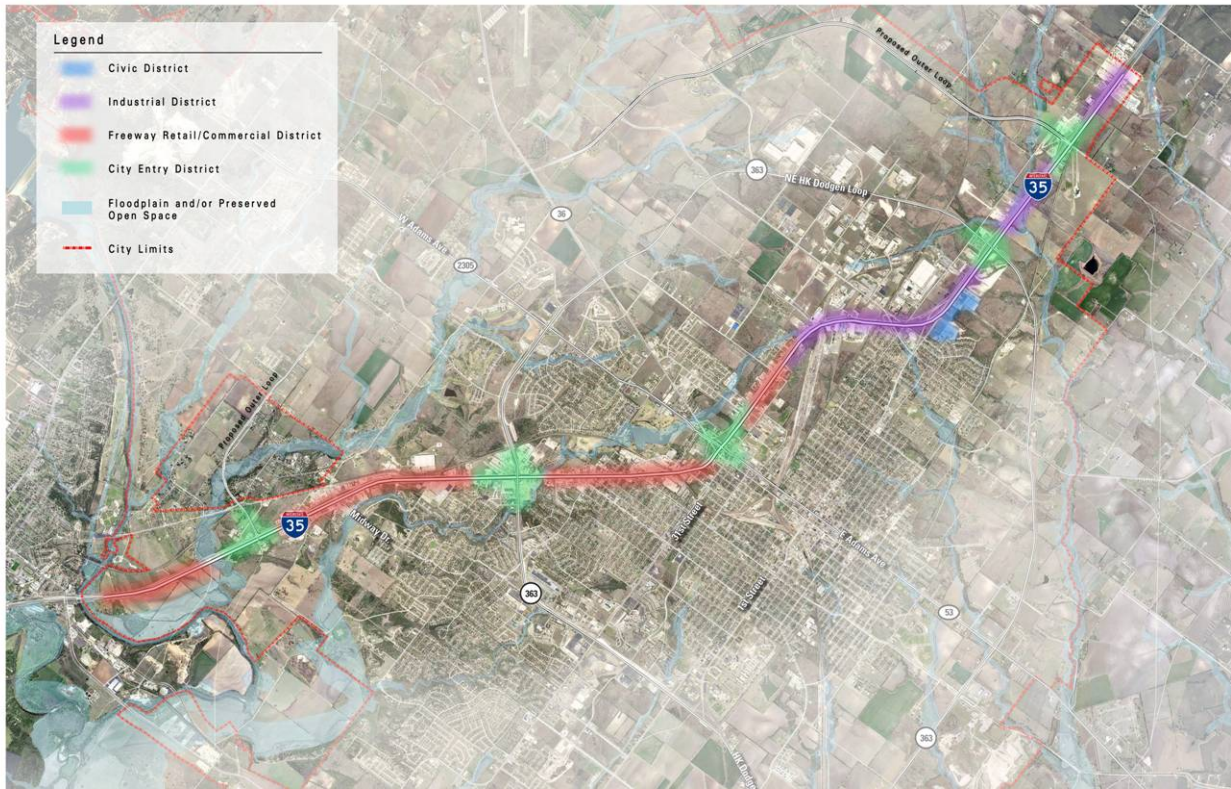 Legend
Civic District
Industrial District
Freeway Retail/Commercial District
City Entry District
Floodplain and/or Preserved
Open Space
City Limits
Proposed Outer Loop
363
NE HK Dodgen Loop
35
36
W Adams Ave
2305
Proposed Outer Loop
35
Midway Dr
31st Street
E Adams Ave
363
1st Street
53
363
S HK Dodgen